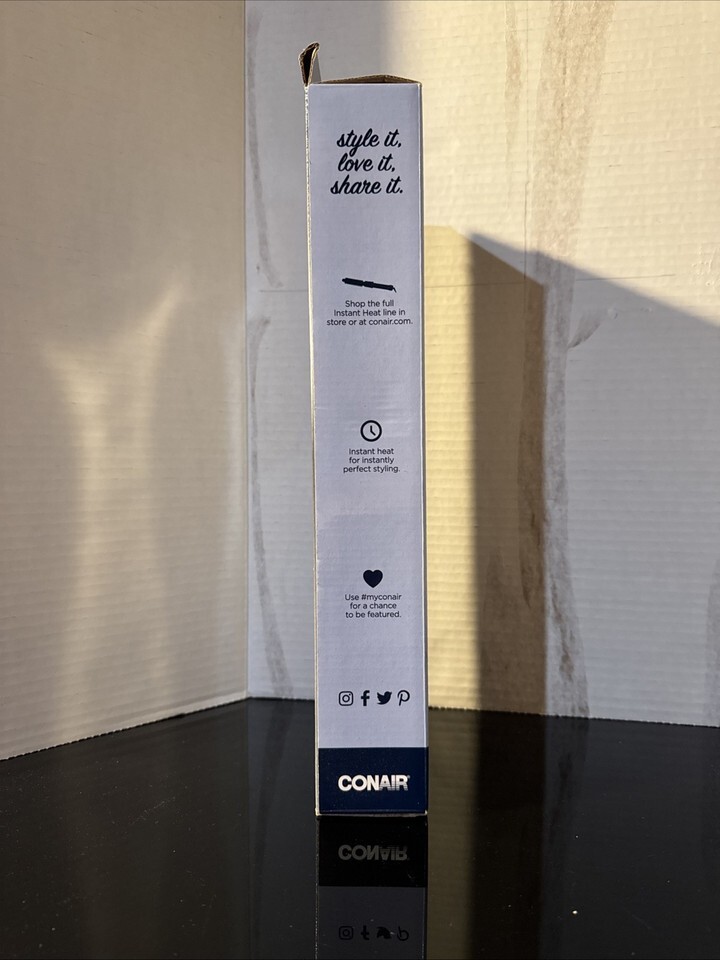 style it,
love it,
share it.
Shop the full
Instant Heat line in
store or at conair.com.
Instant heat
for instantly
perfect styling.
Use #myconair
for a chance
to be featured.
CONAIR®